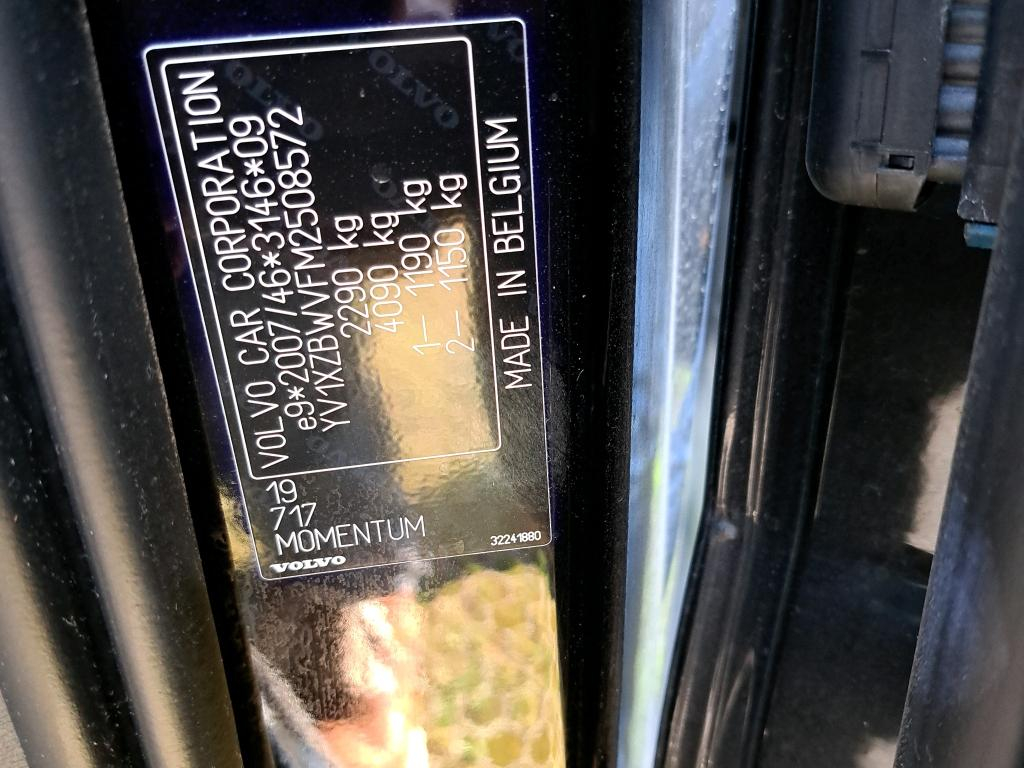 VOLVO CAR CORPORATION
e9*2007/46*3146*09
YV1XZBWVFM2508572
2290 kg
4090 kg
1— 1190 kg
2— 1150 kg
MADE IN BELGIUM
19
717
MOMENTUM
VOLVO
32241880